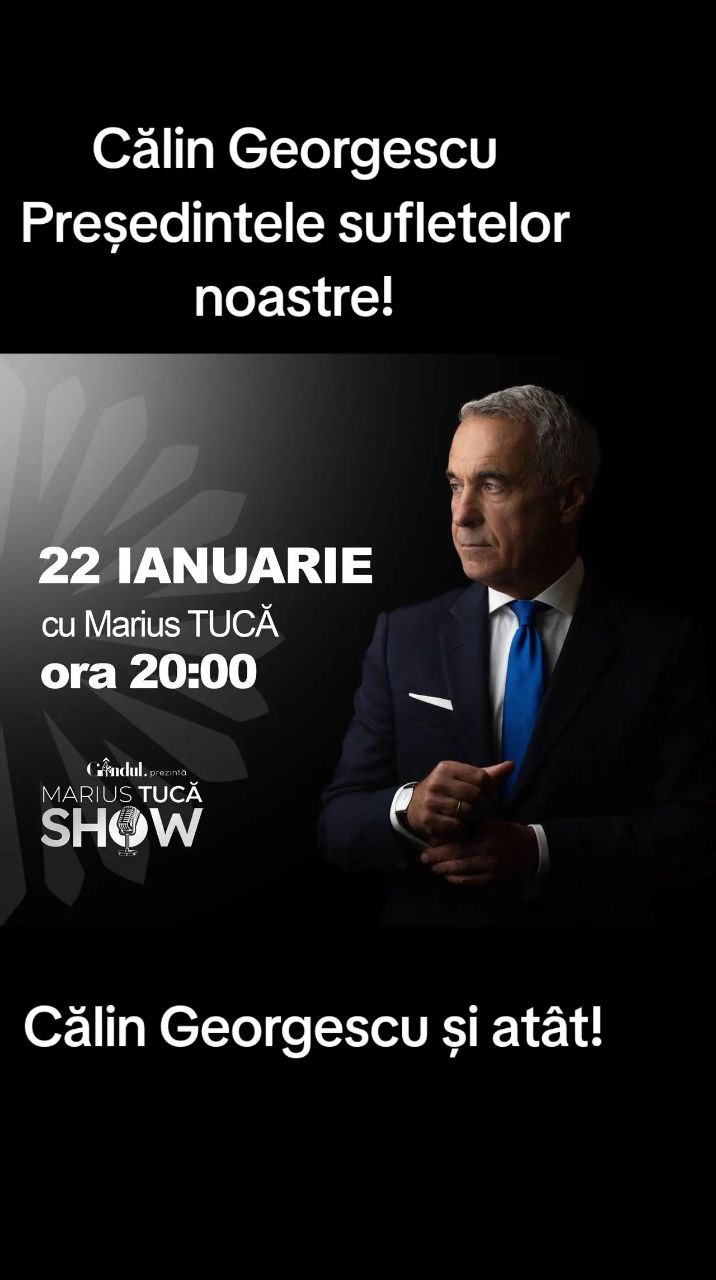 Călin Georgescu
Președintele sufletelor
noastre!
22 IANUARIE
cu Marius TUCĂ
ora 20:00
Gândul. prezintă
MARIUS TUCĂ
SHOW
Călin Georgescu și atât!